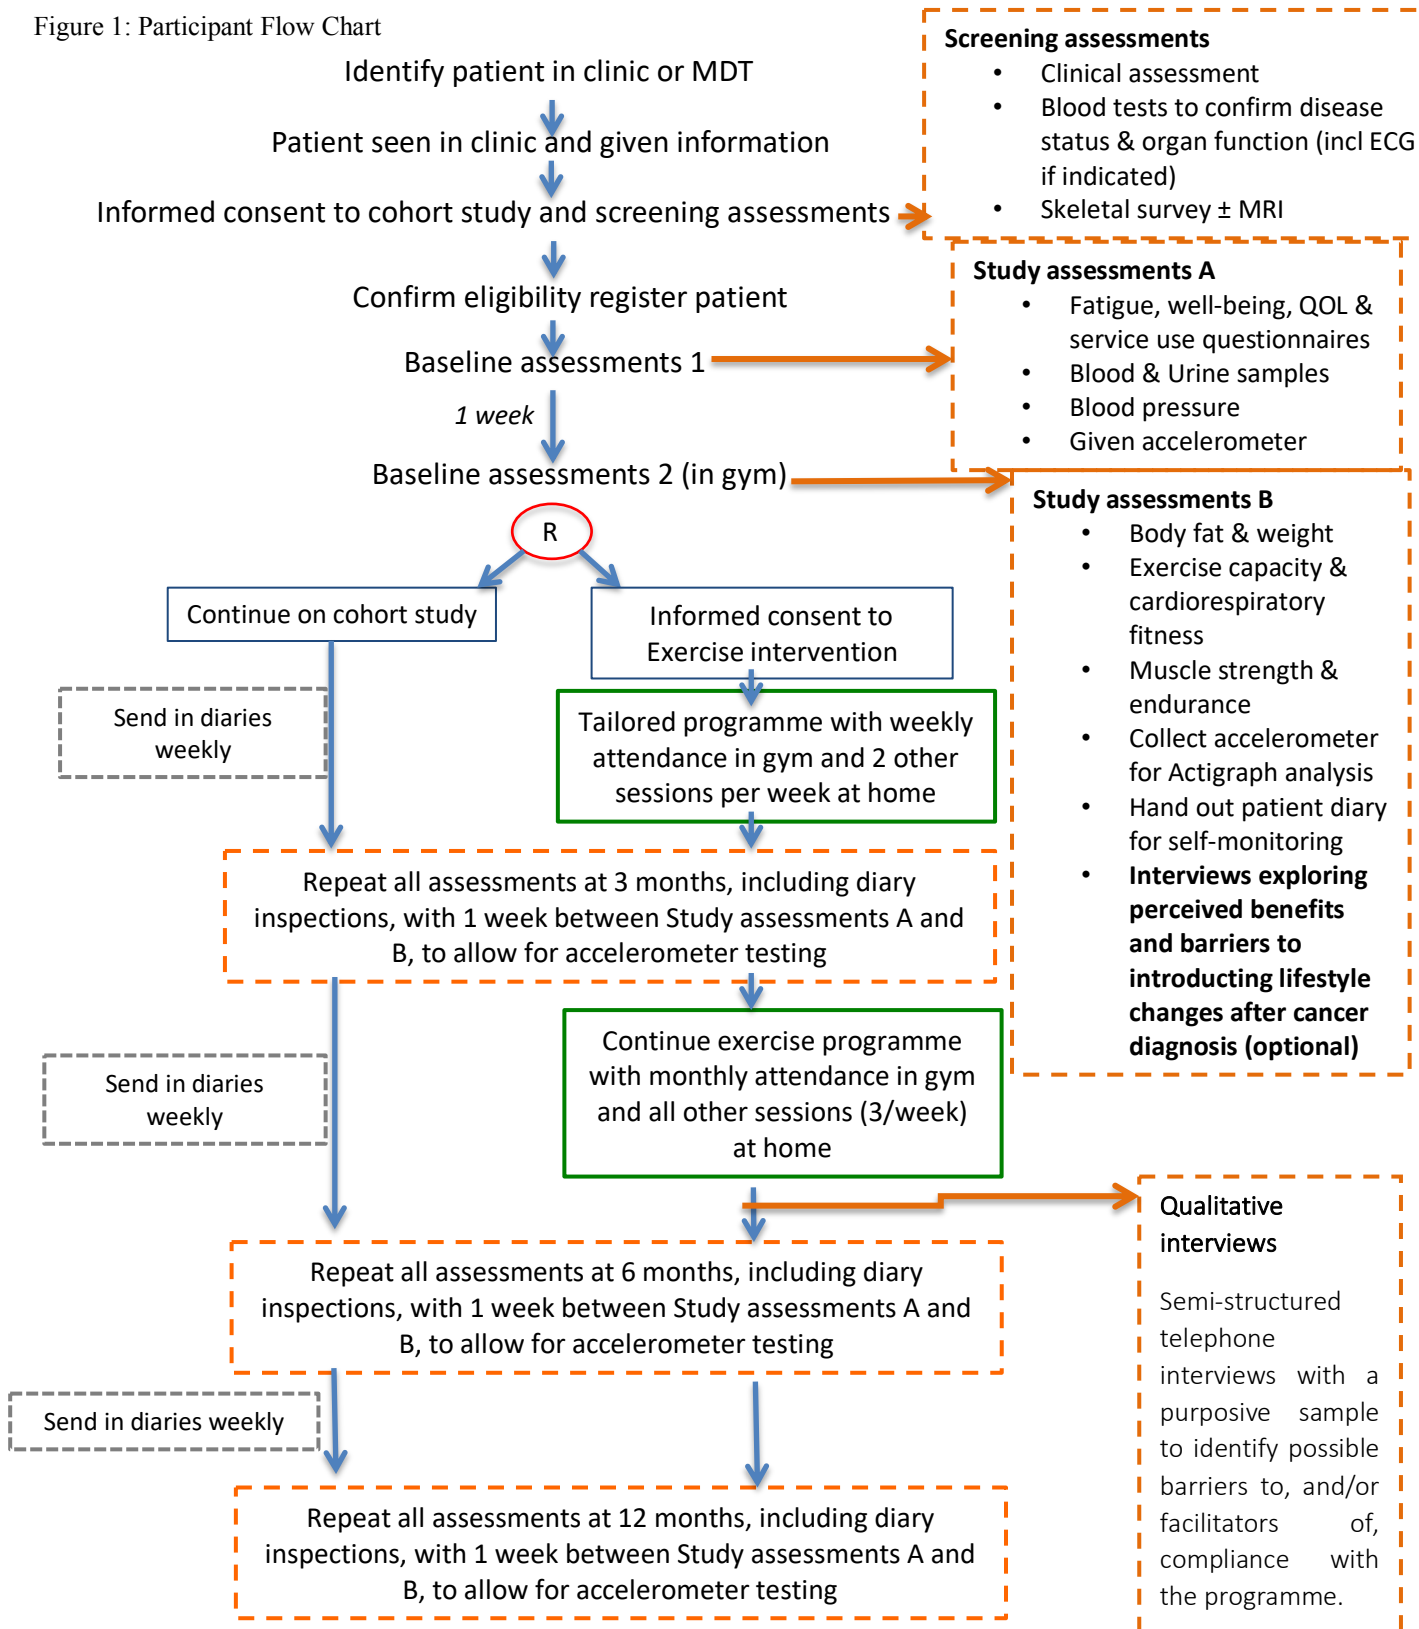 Figure 1: Participant Flow Chart
Identify patient in clinic or MDT
Patient seen in clinic and given information
Informed consent to cohort study and screening assessments
Confirm eligibility register patient
Baseline assessments 1
1 week
Baseline assessments 2 (in gym)
R
Continue on cohort study
Informed consent to
Exercise intervention
Send in diaries
weekly
Tailored programme with weekly
attendance in gym and 2 other
sessions per week at home
Repeat all assessments at 3 months, including diary
inspections, with 1 week between Study assessments A and
B, to allow for accelerometer testing
Send in diaries
weekly
Continue exercise programme
with monthly attendance in gym
and all other sessions (3/week)
at home
Repeat all assessments at 6 months, including diary
inspections, with 1 week between Study assessments A and
B, to allow for accelerometer testing
Send in diaries weekly
Repeat all assessments at 12 months, including diary
inspections, with 1 week between Study assessments A and
B, to allow for accelerometer testing
Screening assessments
• Clinical assessment
• Blood tests to confirm disease
status & organ function (incl ECG
if indicated)
• Skeletal survey ± MRI
Study assessments A
• Fatigue, well-being, QOL &
service use questionnaires
• Blood & Urine samples
• Blood pressure
• Given accelerometer
Study assessments B
• Body fat & weight
• Exercise capacity &
cardiorespiratory
fitness
• Muscle strength &
endurance
• Collect accelerometer
for Actigraph analysis
• Hand out patient diary
for self-monitoring
• Interviews exploring
perceived benefits
and barriers to
introducting lifestyle
changes after cancer
diagnosis (optional)
Qualitative
interviews
Semi-structured
telephone
interviews with a
purposive sample
to identify possible
barriers to, and/or
facilitators of,
compliance with
the programme.